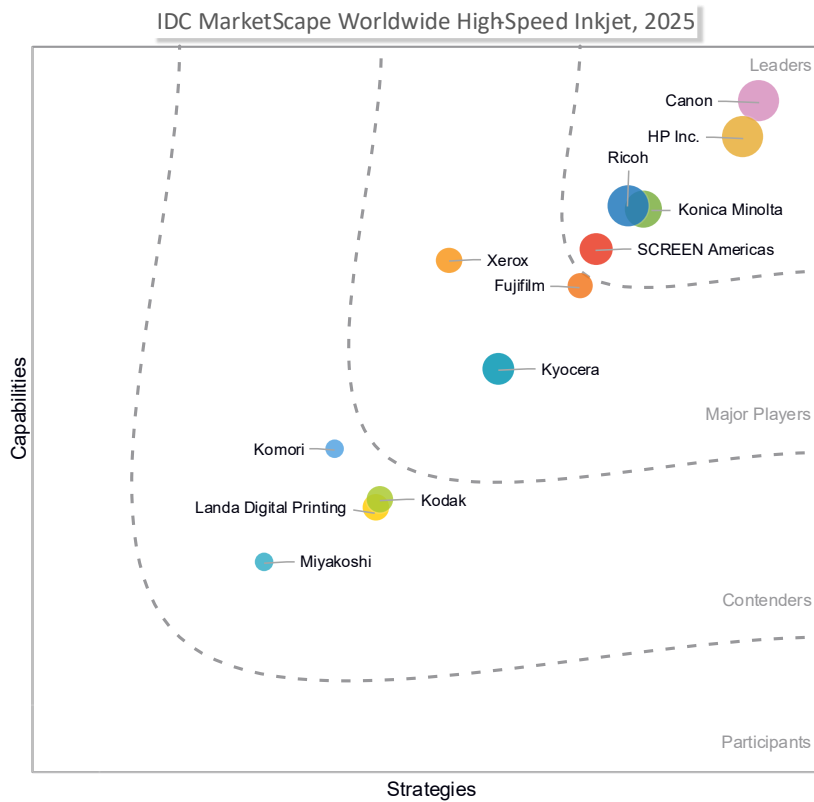 IDC MarketScape Worldwide High-Speed Inkjet, 2025
Leaders
Canon
HP Inc.
Ricoh
Konica Minolta
SCREEN Americas
Xerox
Fujifilm
Kyocera
Capabilities
Major Players
Komori
Landa Digital Printing
Kodak
Miyakoshi
Contenders
Participants
Strategies